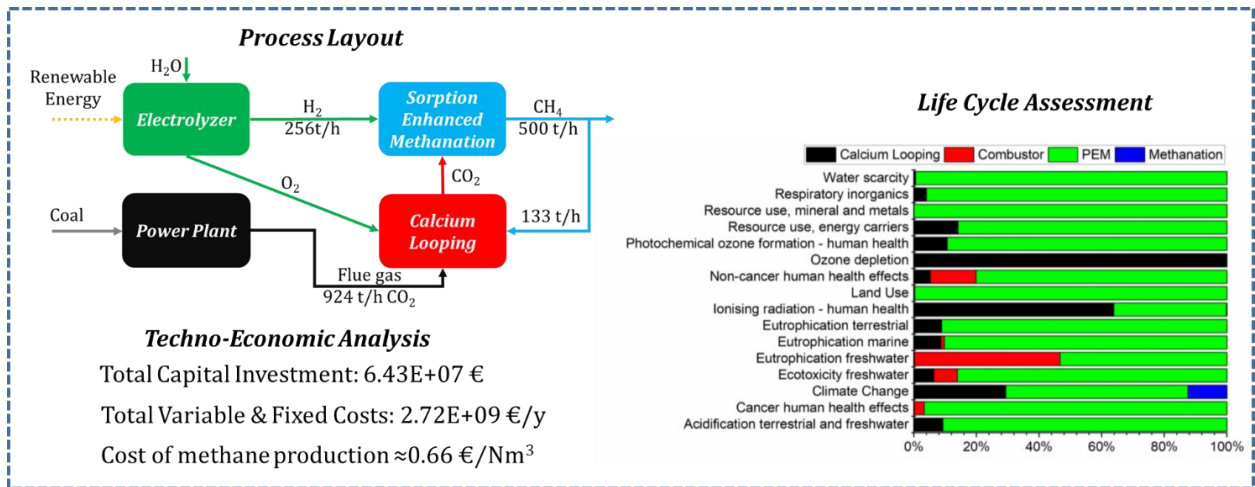 Process Layout
H₂O
Renewable
Energy
Electrolyzer
H₂
256t/h
Sorption
Enhanced
Methanation
CH₄
500 t/h
O₂
CO₂
Coal
Power Plant
Calcium
Looping
133 t/h
Flue gas
924 t/h CO₂
Techno-Economic Analysis
Total Capital Investment: 6.43E+07 €
Total Variable & Fixed Costs: 2.72E+09 €/y
Cost of methane production ≈0.66 €/Nm³
Life Cycle Assessment
Calcium Looping Combustor PEM Methanation
Water scarcity
Respiratory inorganics
Resource use, mineral and metals
Resource use, energy carriers
Photochemical ozone formation - human health
Ozone depletion
Non-cancer human health effects
Land Use
Ionising radiation - human health
Eutrophication terrestrial
Eutrophication marine
Eutrophication freshwater
Ecotoxicity freshwater
Climate Change
Cancer human health effects
Acidification terrestrial and freshwater
0% 20% 40% 60% 80% 100%